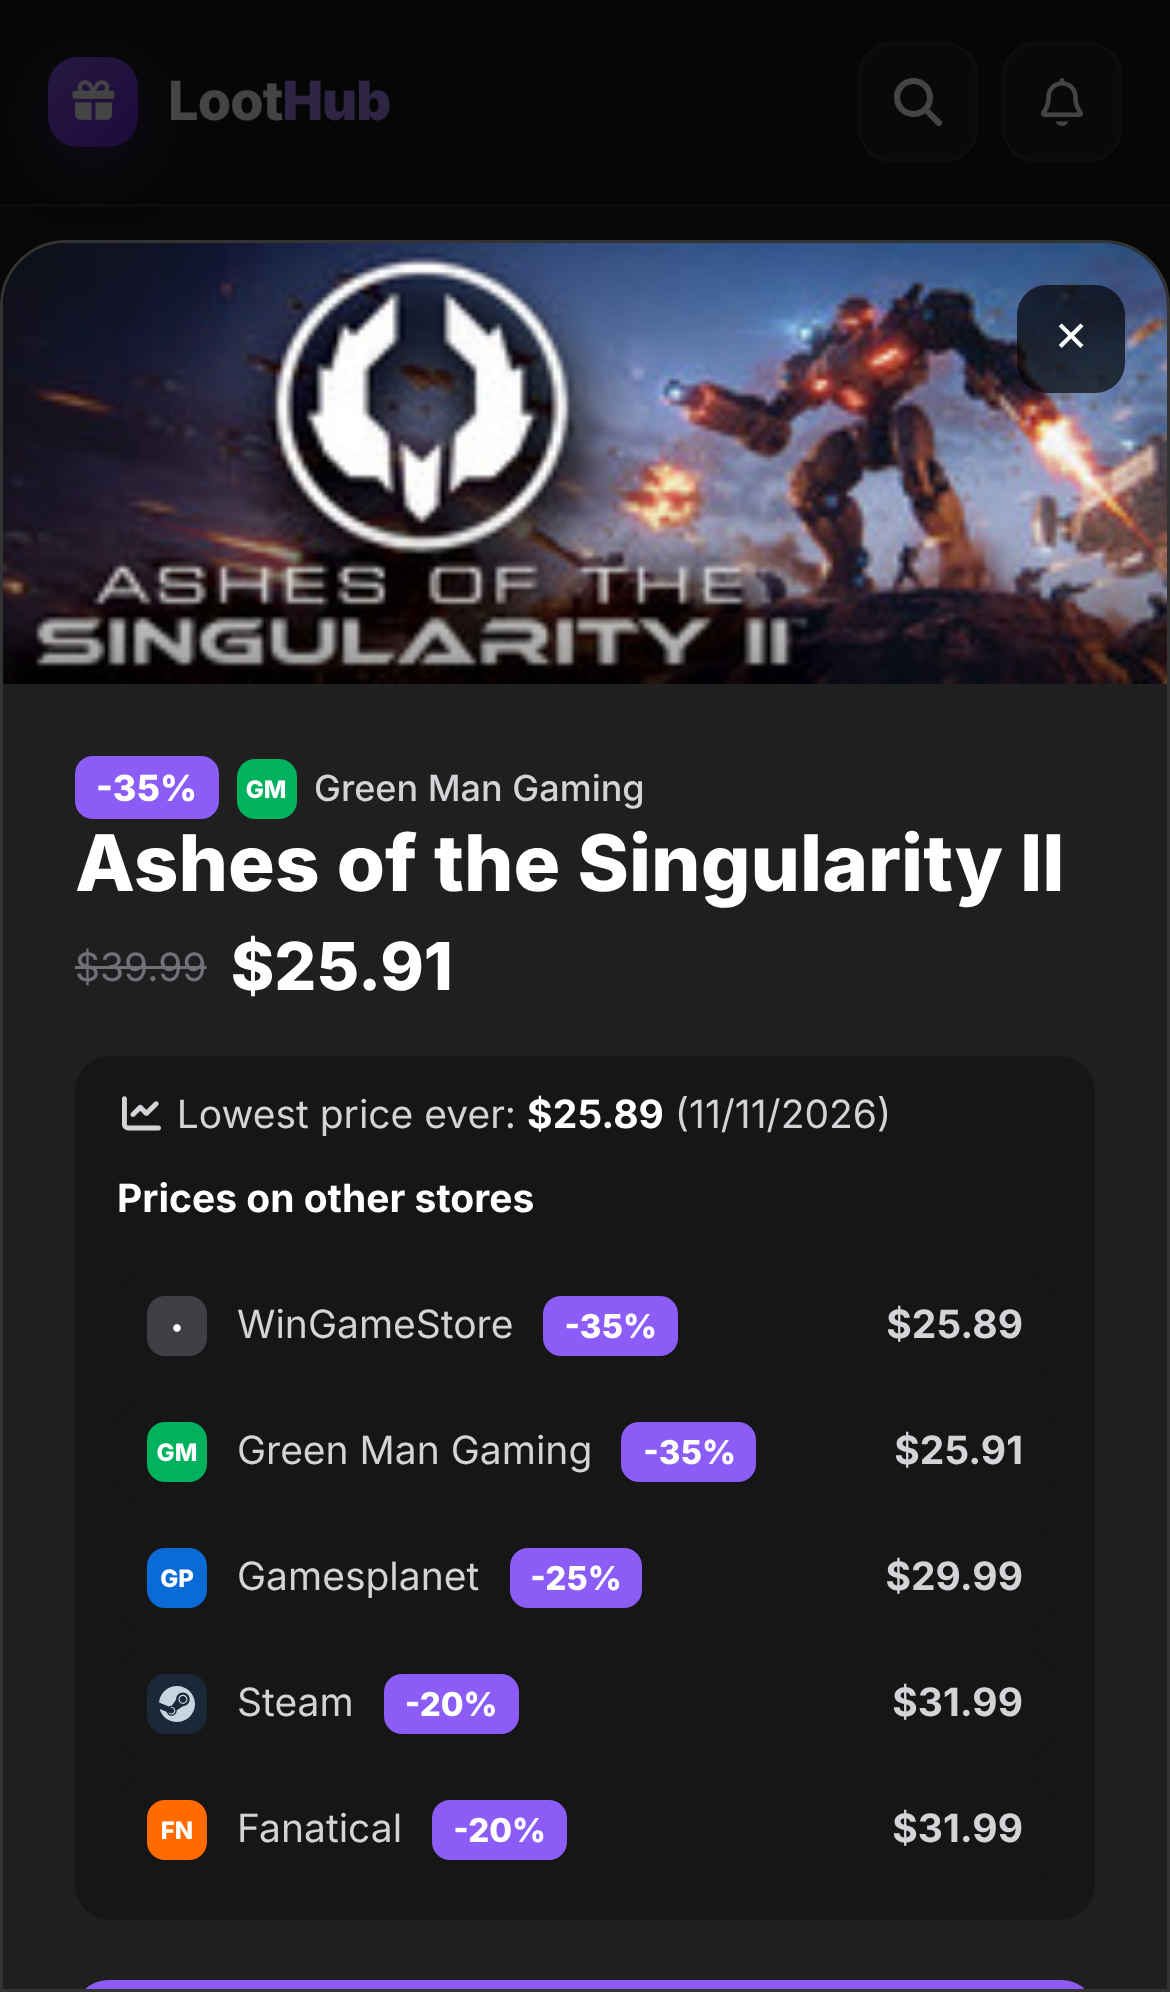 LootHub
ASHES OF THE
SINGULARITY II
-35% GM Green Man Gaming
Ashes of the Singularity II
$39.99 $25.91
Lowest price ever: $25.89 (11/11/2026)
Prices on other stores
WinGameStore -35% $25.89
GM Green Man Gaming -35% $25.91
GP Gamesplanet -25% $29.99
Steam -20% $31.99
FN Fanatical -20% $31.99